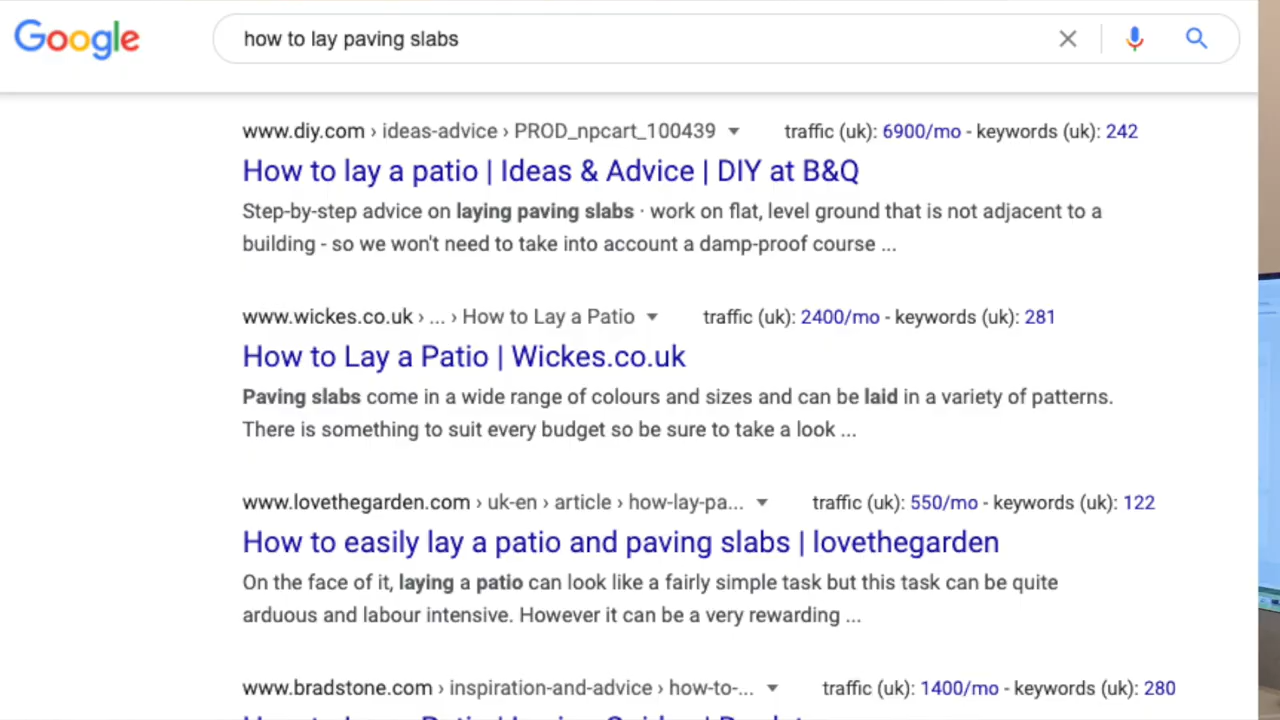 Google
how to lay paving slabs
www.diy.com › ideas-advice › PROD_npcart_100439 traffic (uk): 6900/mo - keywords (uk): 242
How to lay a patio | Ideas & Advice | DIY at B&Q
Step-by-step advice on laying paving slabs · work on flat, level ground that is not adjacent to a
building - so we won't need to take into account a damp-proof course ...
www.wickes.co.uk › ... › How to Lay a Patio traffic (uk): 2400/mo - keywords (uk): 281
How to Lay a Patio | Wickes.co.uk
Paving slabs come in a wide range of colours and sizes and can be laid in a variety of patterns.
There is something to suit every budget so be sure to take a look ...
www.lovethegarden.com › uk-en › article › how-lay-pa... traffic (uk): 550/mo - keywords (uk): 122
How to easily lay a patio and paving slabs | lovethegarden
On the face of it, laying a patio can look like a fairly simple task but this task can be quite
arduous and labour intensive. However it can be a very rewarding ...
www.bradstone.com › inspiration-and-advice › how-to-... traffic (uk): 1400/mo - keywords (uk): 280